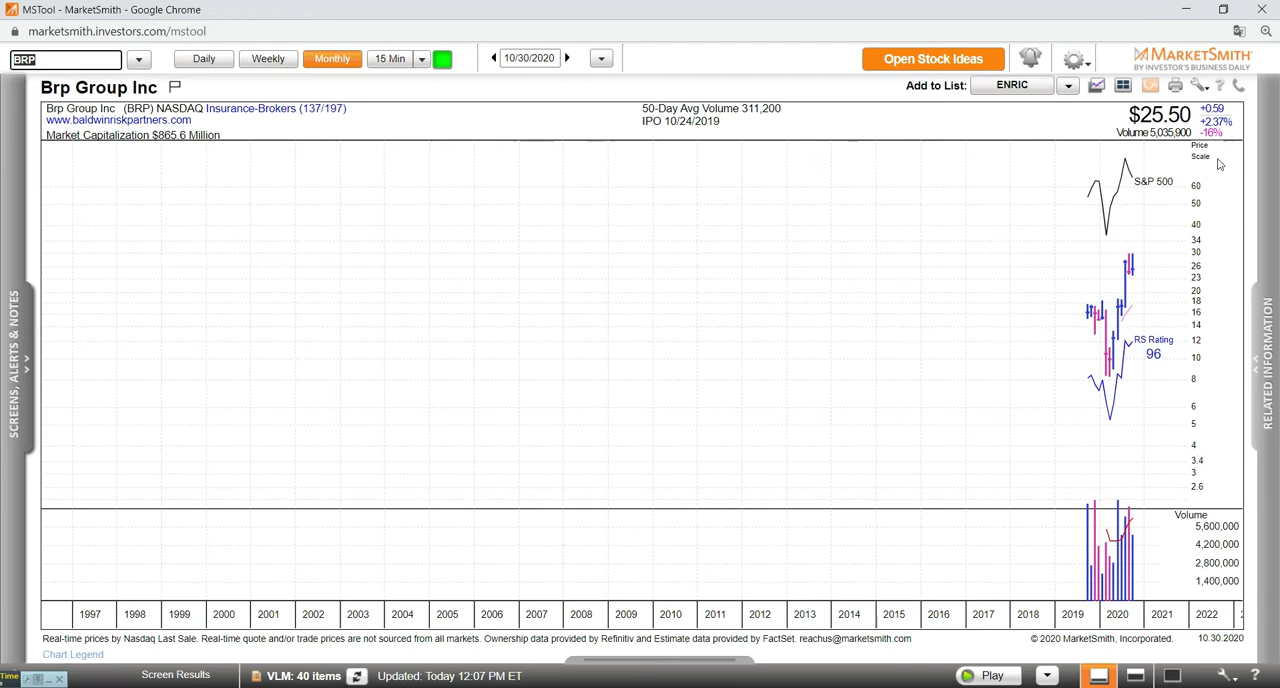 MSTool - MarketSmith - Google Chrome
marketsmith.investors.com/mstool
BRP Daily Weekly Monthly 15 Min 10/30/2020 Open Stock Ideas MARKETSMITH
BY INVESTOR'S BUSINESS DAILY
Brp Group Inc Add to List: ENRIC
Brp Group Inc (BRP) NASDAQ Insurance-Brokers (137/197) 50-Day Avg Volume 311,200 $25.50 +0.59
www.baldwinriskpartners.com IPO 10/24/2019 +2.37%
Market Capitalization $865.6 Million Volume 5,035,900 -16%
Price
Scale
S&P 500
60
50
40
34
30
26
23
20
18
16
14
RS Rating
12
96
10
8
6
5
4
3.4
3
2.6
Volume
5,600,000
4,200,000
2,800,000
1,400,000
1997 1998 1999 2000 2001 2002 2003 2004 2005 2006 2007 2008 2009 2010 2011 2012 2013 2014 2015 2016 2017 2018 2019 2020 2021 2022
Real-time prices by Nasdaq Last Sale. Real-time quote and/or trade prices are not sourced from all markets. Ownership data provided by Refinitiv and Estimate data provided by FactSet. reachus@marketsmith.com © 2020 MarketSmith, Incorporated. 10.30.2020
Chart Legend
SCREENS, ALERTS & NOTES
RELATED INFORMATION
Time Search Results VLM: 40 items Updated: Today 12:07 PM ET Play